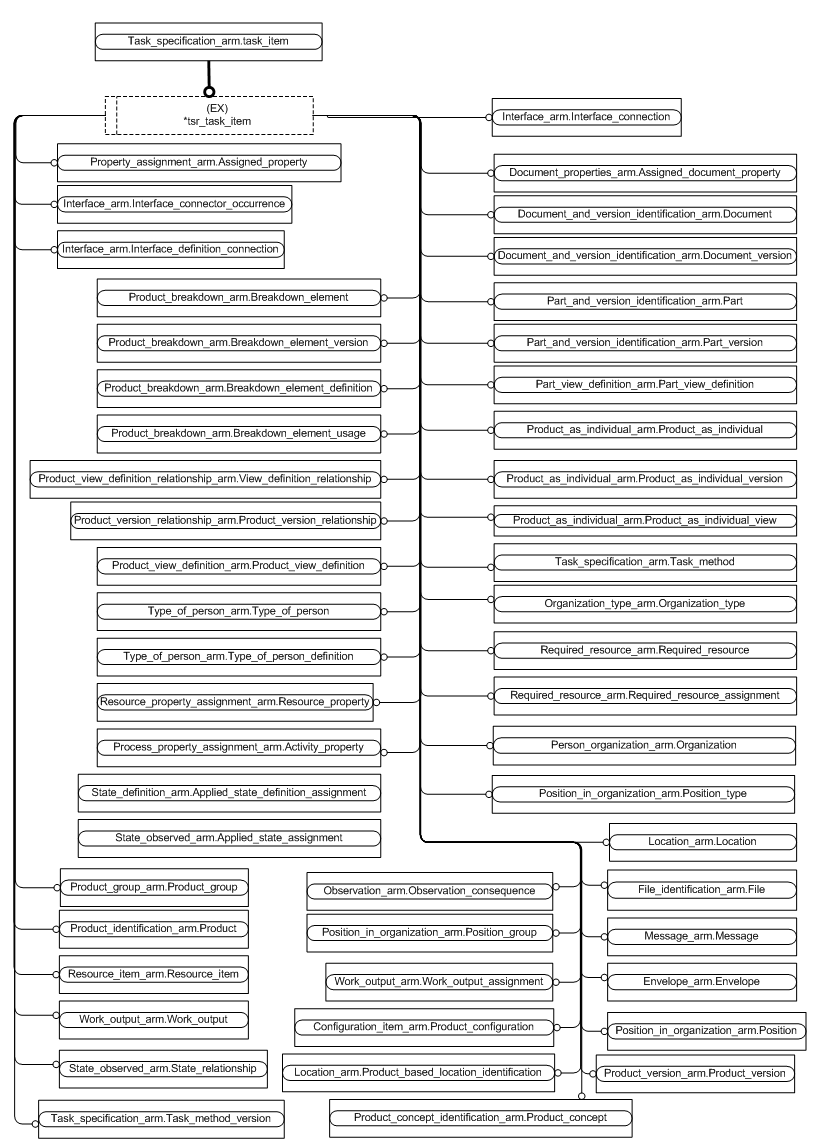 Task_specification_arm.task_item
(EX)
*tsr_task_item
Interface_arm.Interface_connection
Property_assignment_arm.Assigned_property
Document_properties_arm.Assigned_document_property
Interface_arm.Interface_connector_occurrence
Document_and_version_identification_arm.Document
Interface_arm.Interface_definition_connection
Document_and_version_identification_arm.Document_version
Product_breakdown_arm.Breakdown_element
Part_and_version_identification_arm.Part
Product_breakdown_arm.Breakdown_element_version
Part_and_version_identification_arm.Part_version
Product_breakdown_arm.Breakdown_element_definition
Part_view_definition_arm.Part_view_definition
Product_breakdown_arm.Breakdown_element_usage
Product_as_individual_arm.Product_as_individual
Product_view_definition_relationship_arm.View_definition_relationship
Product_as_individual_arm.Product_as_individual_version
Product_version_relationship_arm.Product_version_relationship
Product_as_individual_arm.Product_as_individual_view
Product_view_definition_arm.Product_view_definition
Task_specification_arm.Task_method
Type_of_person_arm.Type_of_person
Organization_type_arm.Organization_type
Type_of_person_arm.Type_of_person_definition
Required_resource_arm.Required_resource
Resource_property_assignment_arm.Resource_property
Required_resource_arm.Required_resource_assignment
Process_property_assignment_arm.Activity_property
Person_organization_arm.Organization
State_definition_arm.Applied_state_definition_assignment
Position_in_organization_arm.Position_type
State_observed_arm.Applied_state_assignment
Location_arm.Location
Product_group_arm.Product_group
Observation_arm.Observation_consequence
File_identification_arm.File
Product_identification_arm.Product
Position_in_organization_arm.Position_group
Message_arm.Message
Resource_item_arm.Resource_item
Work_output_arm.Work_output_assignment
Envelope_arm.Envelope
Work_output_arm.Work_output
Configuration_item_arm.Product_configuration
Position_in_organization_arm.Position
State_observed_arm.State_relationship
Location_arm.Product_based_location_identification
Product_version_arm.Product_version
Task_specification_arm.Task_method_version
Product_concept_identification_arm.Product_concept